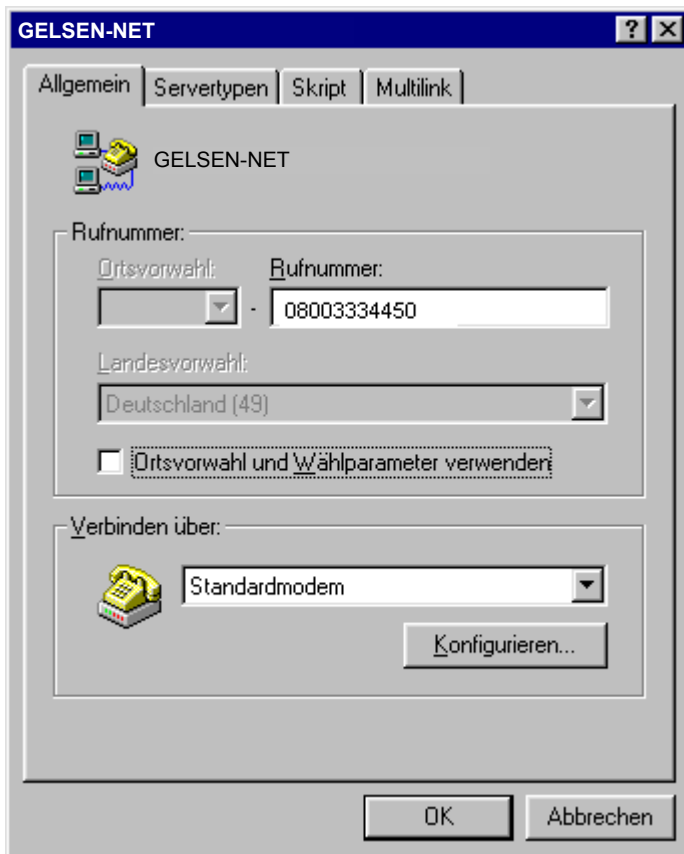 GELSEN-NET
Allgemein Servertypen Skript Multilink
GELSEN-NET
Rufnummer:
Ortsvorwahl: Rufnummer:
- 08003334450
Landesvorwahl:
Deutschland (49)
Ortsvorwahl und Wählparameter verwenden
Verbinden über:
Standardmodem
Konfigurieren...
OK Abbrechen